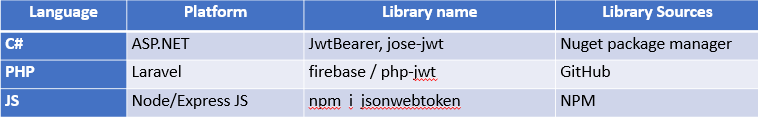 Language Platform Library name Library Sources
C# ASP.NET JwtBearer, jose-jwt Nuget package manager
PHP Laravel firebase / php-jwt GitHub
JS Node/Express JS npm i jsonwebtoken NPM